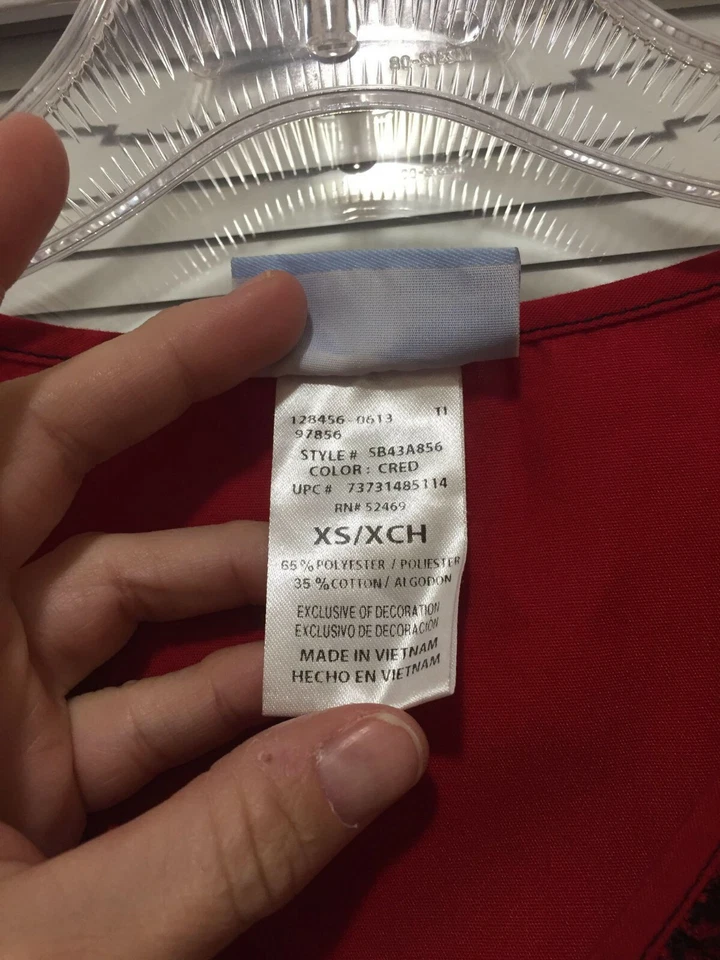 128456-0613 TI
97856
STYLE # SB43A856
COLOR : CRED
UPC # 73731485114
RN# 52469
XS/XCH
65 % POLYESTER / POLIESTER
35 % COTTON / ALGODON
EXCLUSIVE OF DECORATION
EXCLUSIVO DE DECORACIÓN
MADE IN VIETNAM
HECHO EN VIETNAM